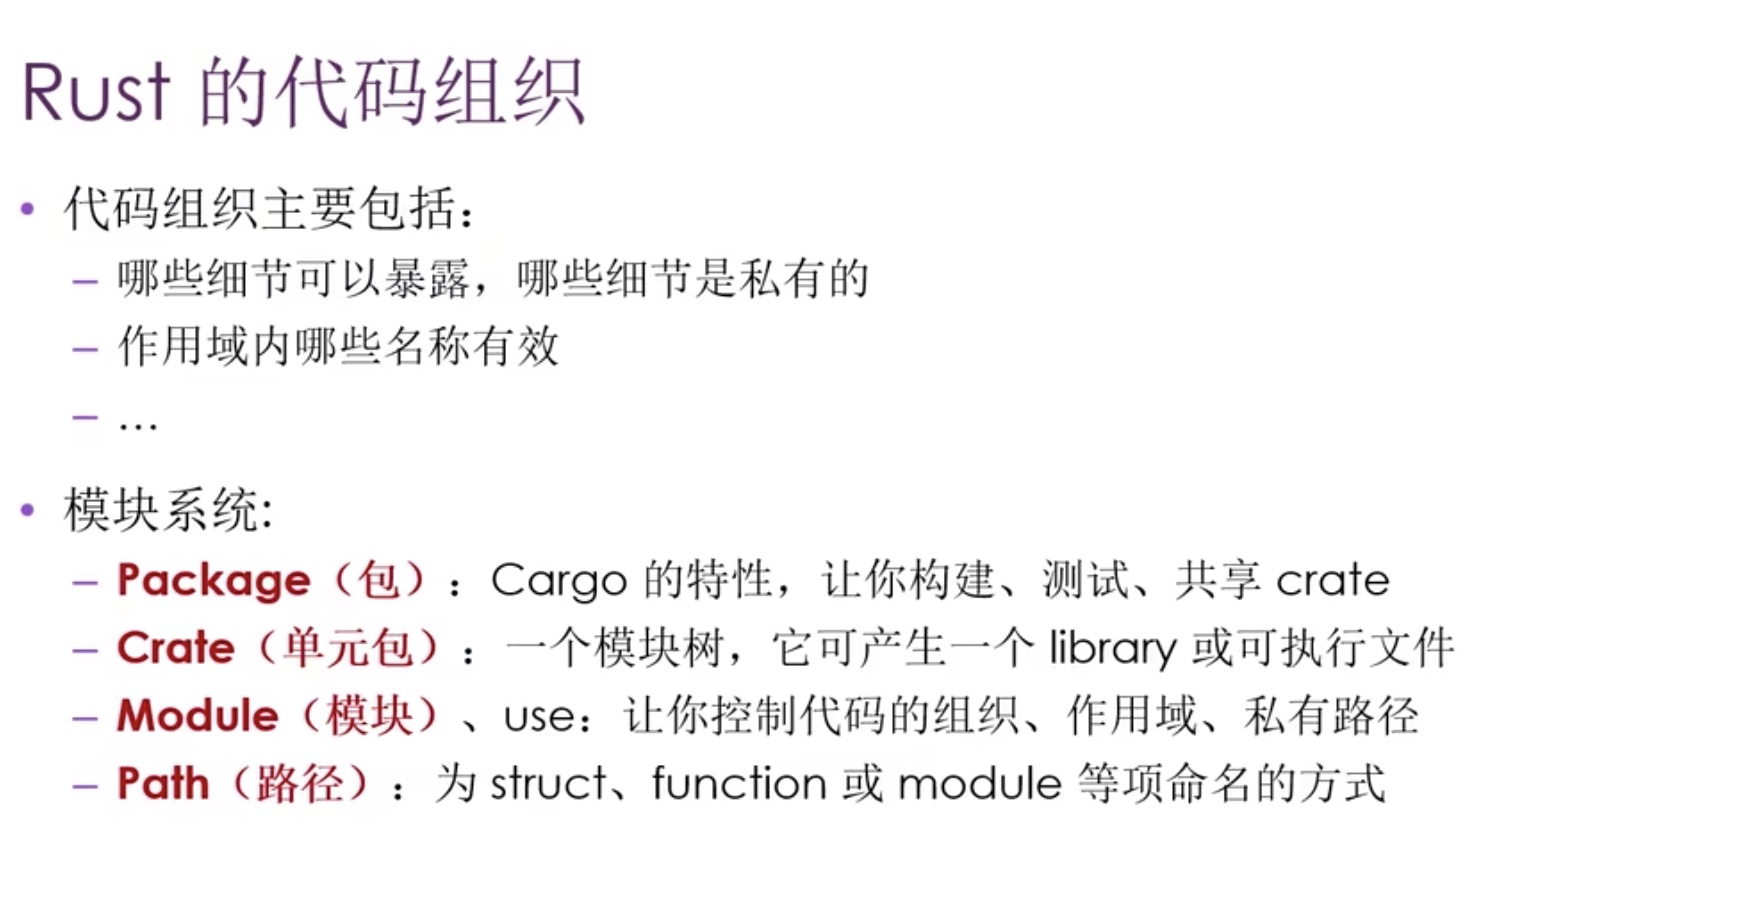 Rust 的代码组织
• 代码组织主要包括：
– 哪些细节可以暴露，哪些细节是私有的
– 作用域内哪些名称有效
– …
• 模块系统:
– Package（包）：Cargo 的特性，让你构建、测试、共享 crate
– Crate（单元包）：一个模块树，它可产生一个 library 或可执行文件
– Module（模块）、use：让你控制代码的组织、作用域、私有路径
– Path（路径）：为 struct、function 或 module 等项命名的方式